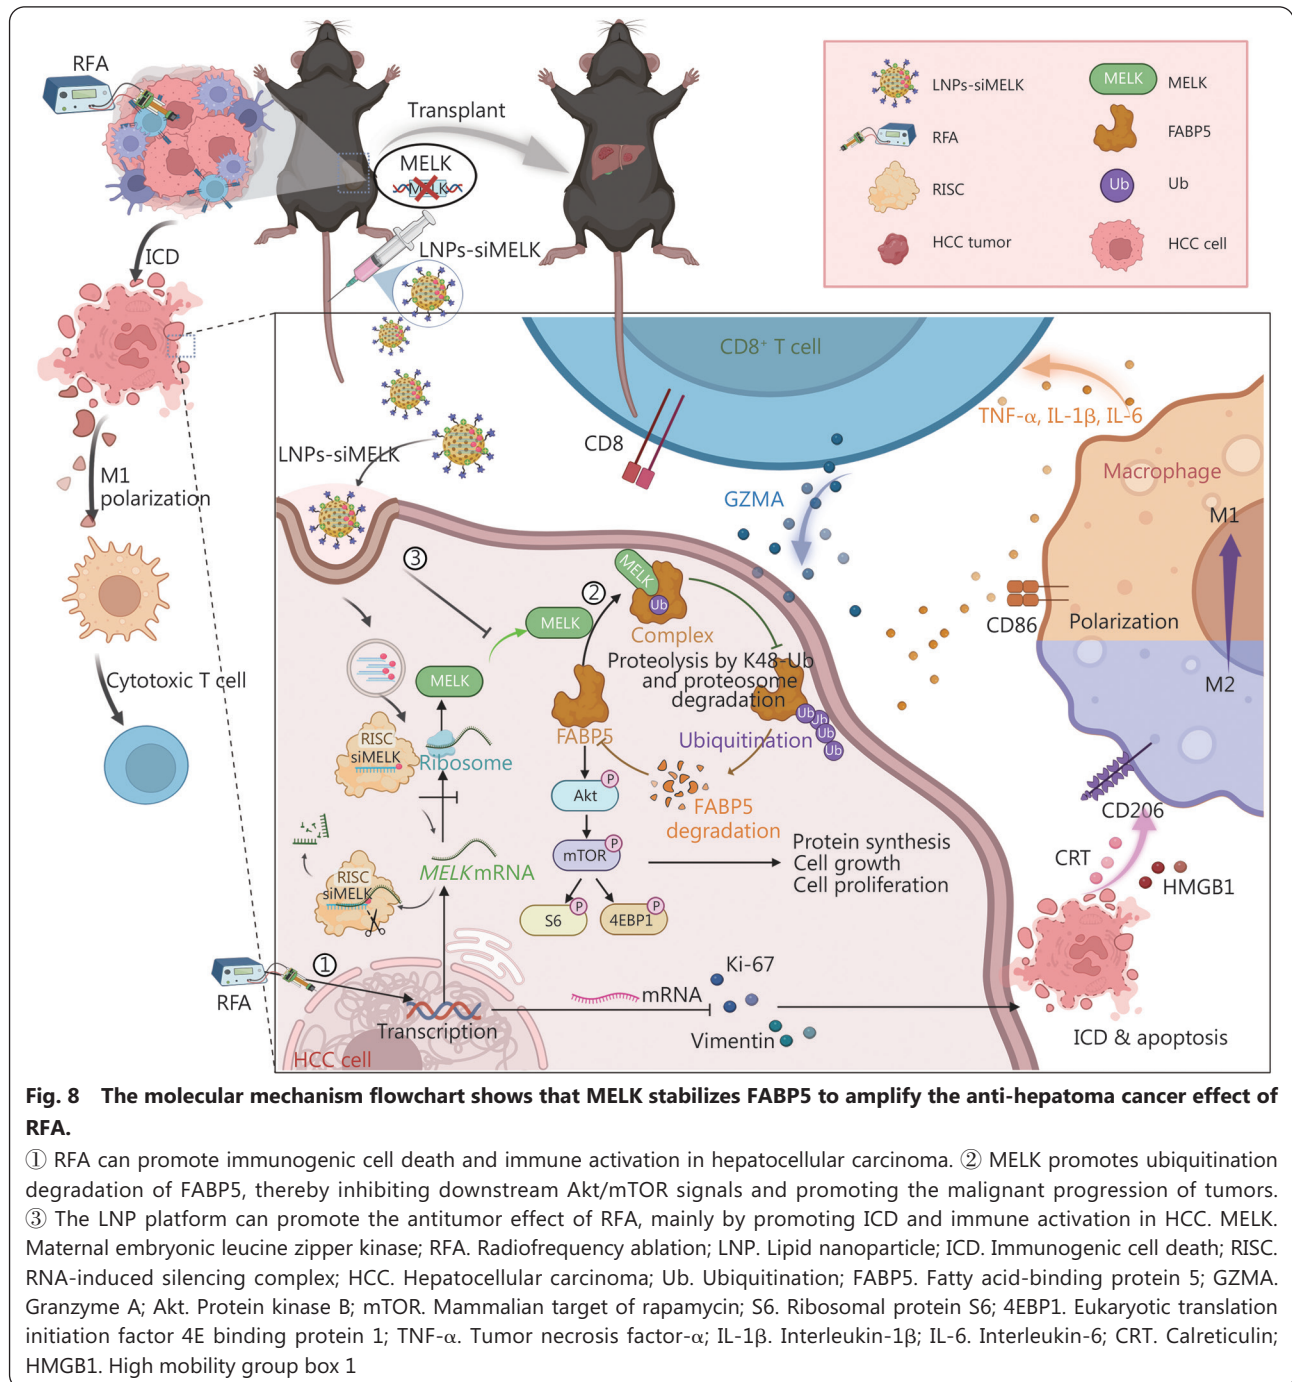 RFA
Transplant
MELK
MELK
LNPs-siMELK
ICD
LNPs-siMELK
RFA
RISC
HCC tumor
MELK
MELK
FABP5
Ub
Ub
HCC cell
M1
polarization
Cytotoxic T cell
CD8⁺ T cell
CD8
TNF-α, IL-1β, IL-6
Macrophage
M1
Polarization
M2
CD86
CD206
GZMA
LNPs-siMELK
③
②
MELK
Ub
Complex
MELK
MELK
Proteolysis by K48-Ub
and proteosome
degradation
FABP5
Ubiquitination
Ub
Ub
Ub
Ub
RISC
siMELK
Ribosome
FABP5
degradation
Akt
P
mTOR
P
S6
P
4EBP1
P
Protein synthesis
Cell growth
Cell proliferation
RISC
siMELK
MELK mRNA
RFA
①
Transcription
HCC cell
mRNA
Ki-67
Vimentin
CRT
HMGB1
ICD & apoptosis
Fig. 8 The molecular mechanism flowchart shows that MELK stabilizes FABP5 to amplify the anti-hepatoma cancer effect of
RFA.
① RFA can promote immunogenic cell death and immune activation in hepatocellular carcinoma. ② MELK promotes ubiquitination
degradation of FABP5, thereby inhibiting downstream Akt/mTOR signals and promoting the malignant progression of tumors.
③ The LNP platform can promote the antitumor effect of RFA, mainly by promoting ICD and immune activation in HCC. MELK.
Maternal embryonic leucine zipper kinase; RFA. Radiofrequency ablation; LNP. Lipid nanoparticle; ICD. Immunogenic cell death; RISC.
RNA-induced silencing complex; HCC. Hepatocellular carcinoma; Ub. Ubiquitination; FABP5. Fatty acid-binding protein 5; GZMA.
Granzyme A; Akt. Protein kinase B; mTOR. Mammalian target of rapamycin; S6. Ribosomal protein S6; 4EBP1. Eukaryotic translation
initiation factor 4E binding protein 1; TNF-α. Tumor necrosis factor-α; IL-1β. Interleukin-1β; IL-6. Interleukin-6; CRT. Calreticulin;
HMGB1. High mobility group box 1